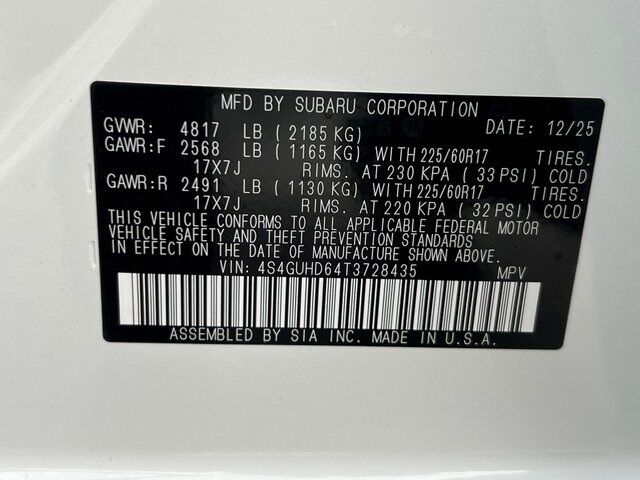 MFD BY SUBARU CORPORATION
GVWR: 4817 LB (2185 KG) DATE: 12/25
GAWR:F 2568 LB (1165 KG) WITH 225/60R17 TIRES.
17X7J RIMS. AT 230 KPA (33 PSI) COLD
GAWR:R 2491 LB (1130 KG) WITH 225/60R17 TIRES.
17X7J RIMS. AT 220 KPA (32 PSI) COLD
THIS VEHICLE CONFORMS TO ALL APPLICABLE FEDERAL MOTOR
VEHICLE SAFETY AND THEFT PREVENTION STANDARDS
IN EFFECT ON THE DATE OF MANUFACTURE SHOWN ABOVE.
VIN: 4S4GUHD64T3728435 MPV
ASSEMBLED BY SIA INC. MADE IN U.S.A.